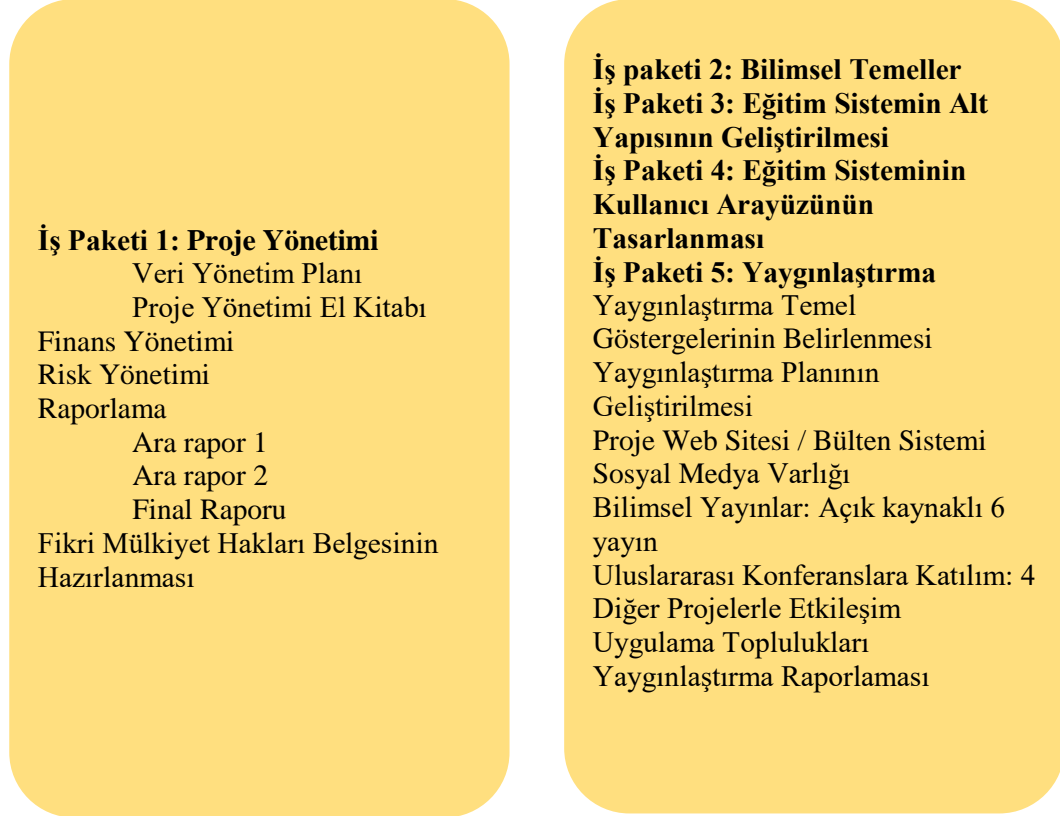 İş Paketi 1: Proje Yönetimi
Veri Yönetim Planı
Proje Yönetimi El Kitabı
Finans Yönetimi
Risk Yönetimi
Raporlama
Ara rapor 1
Ara rapor 2
Final Raporu
Fikri Mülkiyet Hakları Belgesinin
Hazırlanması
İş paketi 2: Bilimsel Temeller
İş Paketi 3: Eğitim Sistemin Alt
Yapısının Geliştirilmesi
İş Paketi 4: Eğitim Sisteminin
Kullanıcı Arayüzünün
Tasarlanması
İş Paketi 5: Yaygınlaştırma
Yaygınlaştırma Temel
Göstergelerinin Belirlenmesi
Yaygınlaştırma Planının
Geliştirilmesi
Proje Web Sitesi / Bülten Sistemi
Sosyal Medya Varlığı
Bilimsel Yayınlar: Açık kaynaklı 6
yayın
Uluslararası Konferanslara Katılım: 4
Diğer Projelerle Etkileşim
Uygulama Toplulukları
Yaygınlaştırma Raporlaması